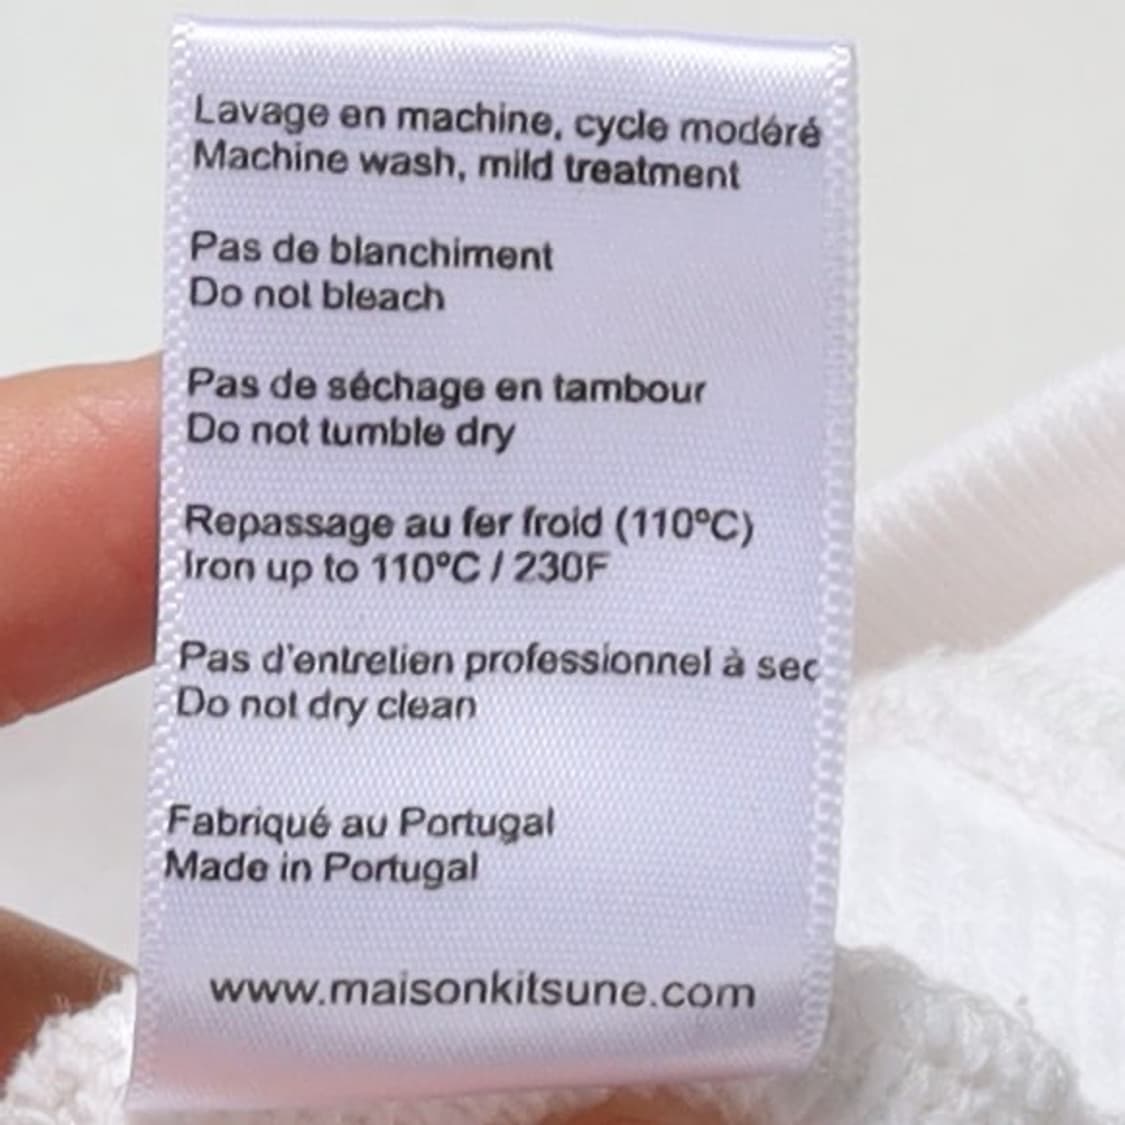 Lavage en machine, cycle modéré
Machine wash, mild treatment
Pas de blanchiment
Do not bleach
Pas de séchage en tambour
Do not tumble dry
Repassage au fer froid (110ºC)
Iron up to 110ºC / 230F
Pas d'entretien professionnel à sec
Do not dry clean
Fabriqué au Portugal
Made in Portugal
www.maisonkitsune.com